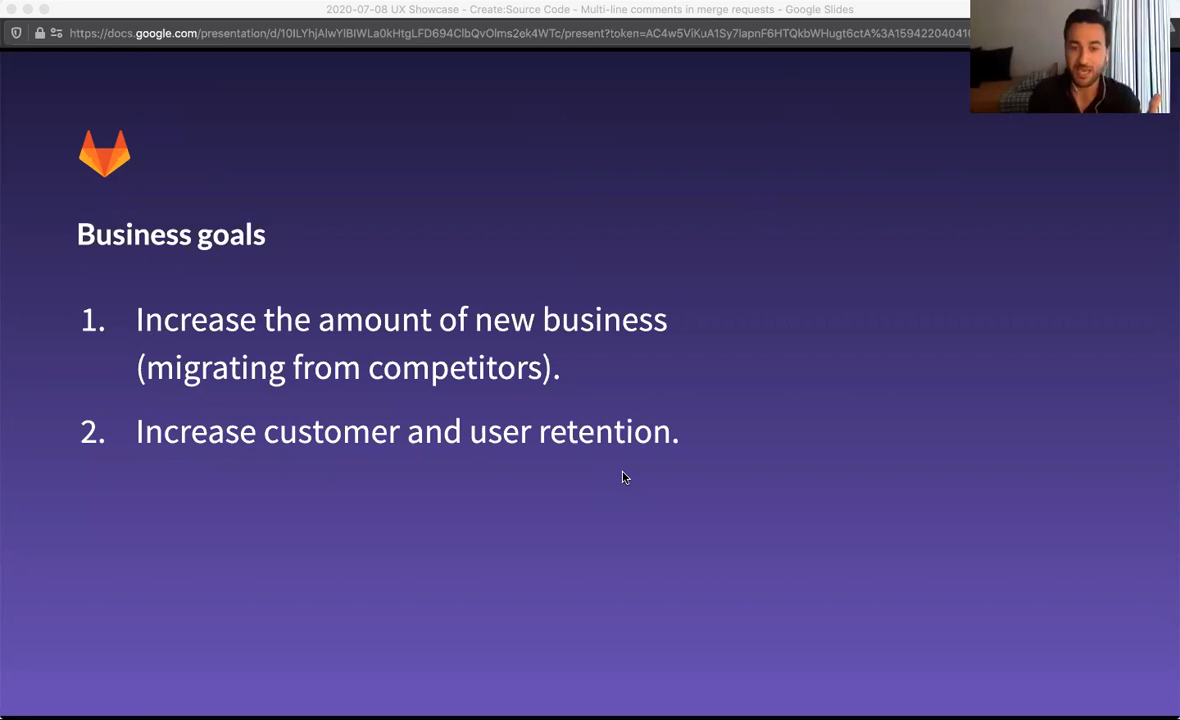 2020-07-08 UX Showcase - Create:Source Code - Multi-line comments in merge requests - Google Slides
Business goals
1. Increase the amount of new business
(migrating from competitors).
2. Increase customer and user retention.